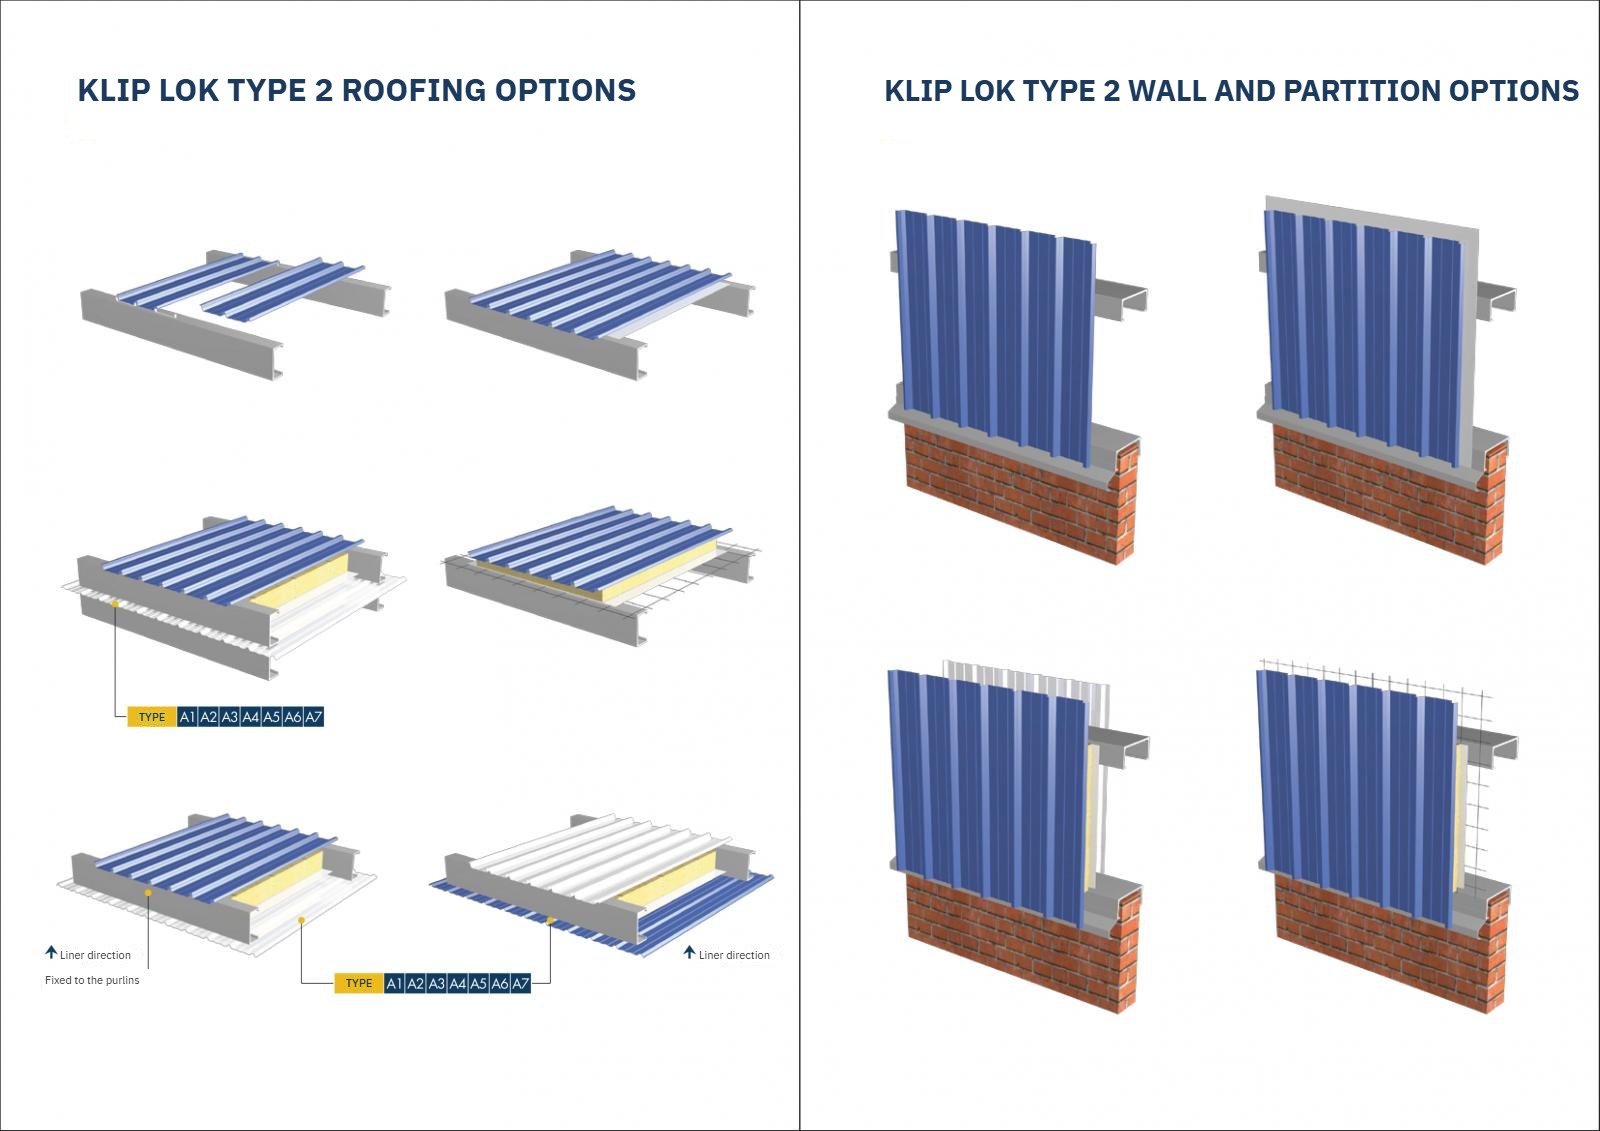 KLIP LOK TYPE 2 ROOFING OPTIONS
TYPE A1 A2 A3 A4 A5 A6 A7
Liner direction
Fixed to the purlins
Liner direction
TYPE A1 A2 A3 A4 A5 A6 A7
KLIP LOK TYPE 2 WALL AND PARTITION OPTIONS